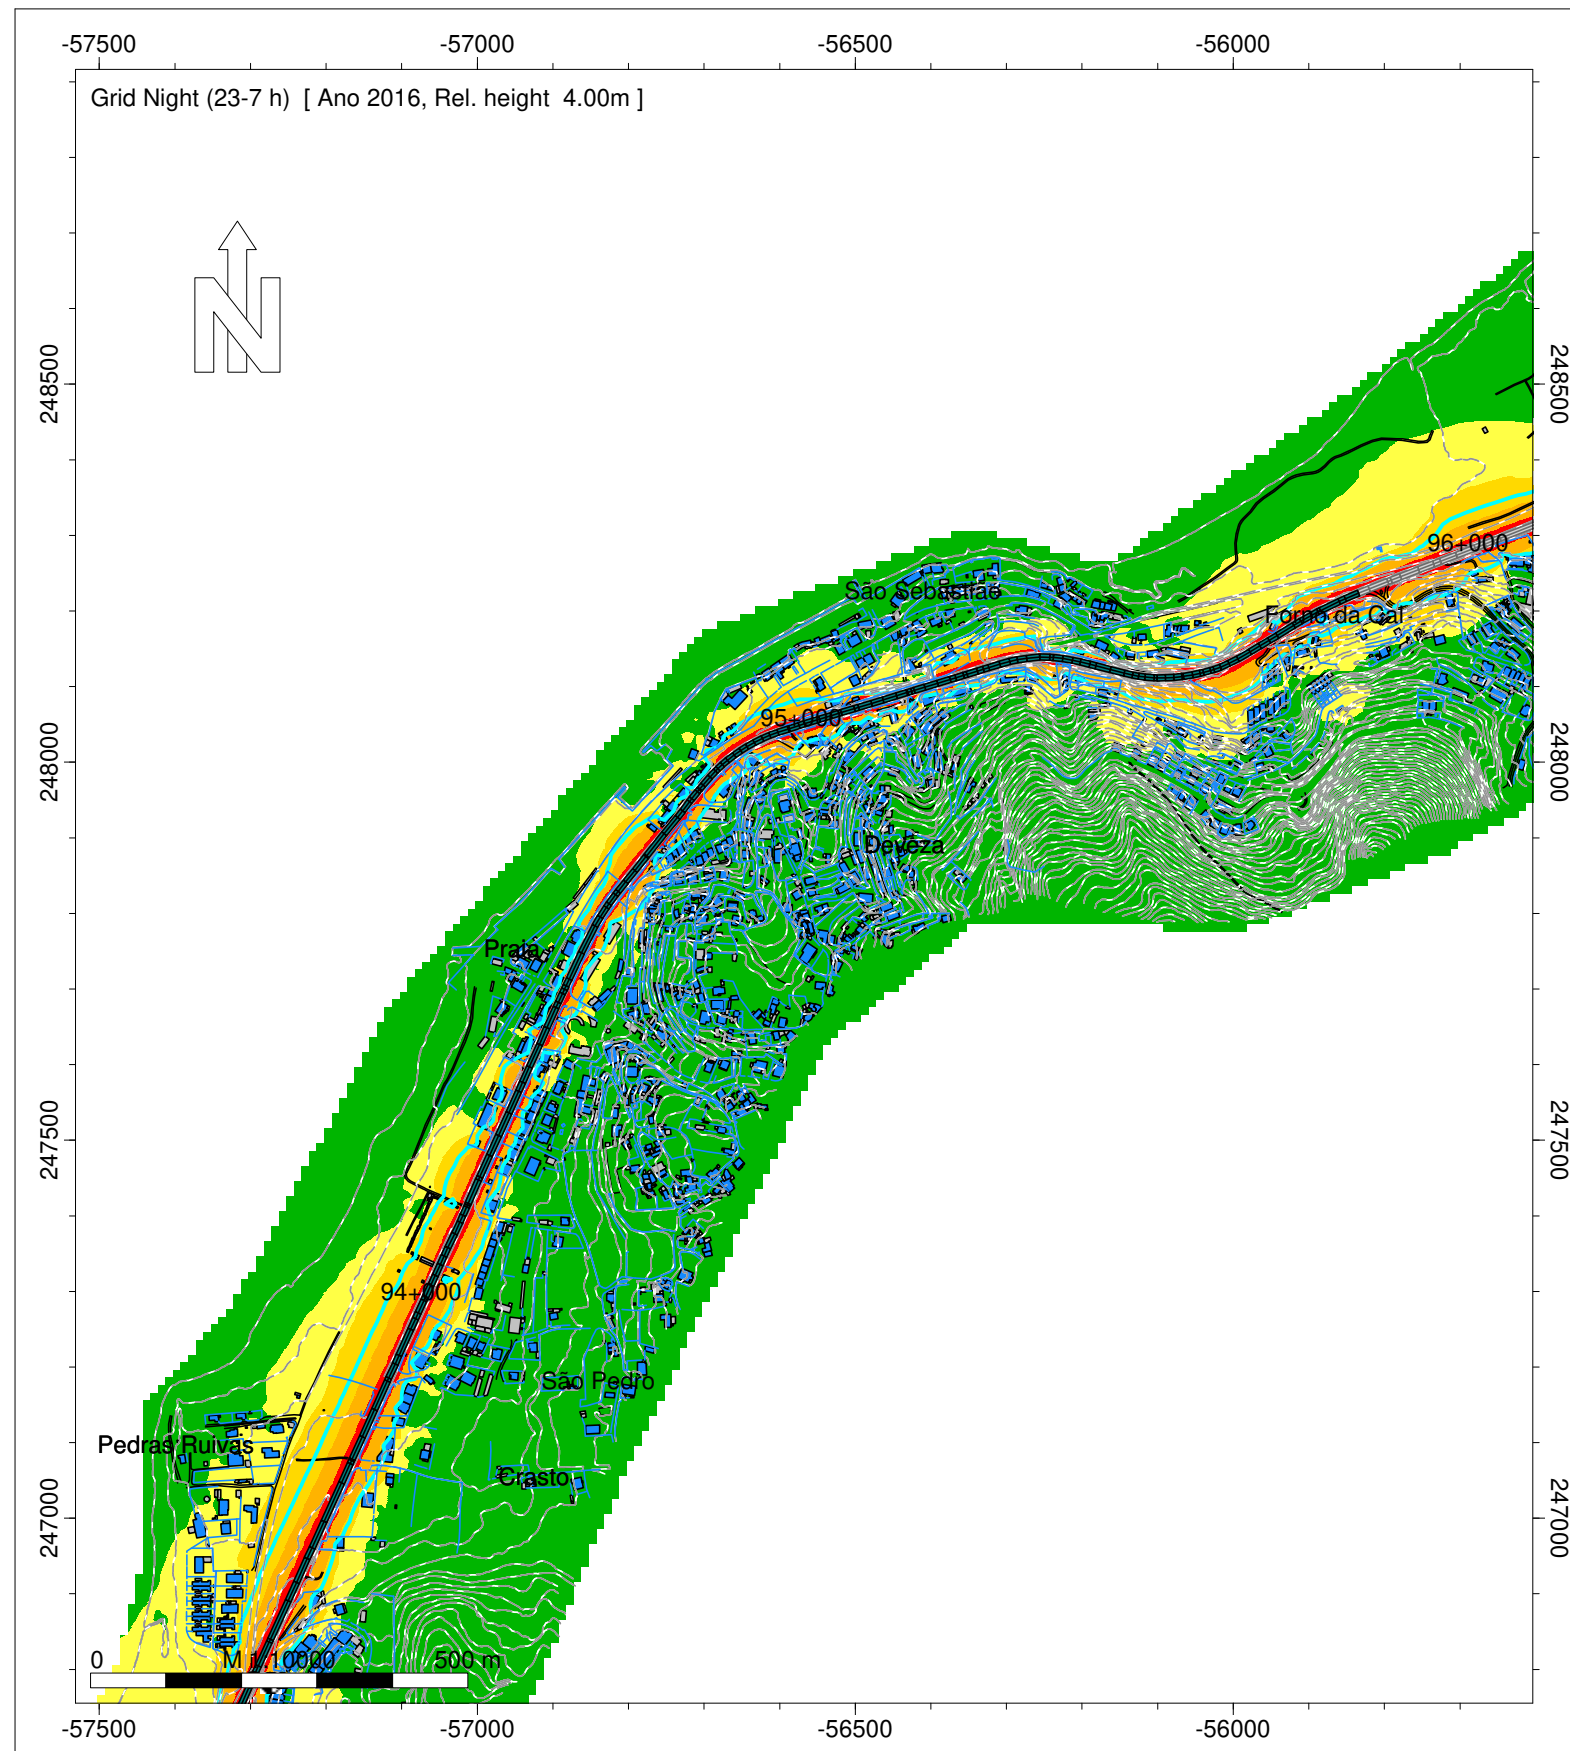 -57500 -57000 -56500 -56000
Grid Night (23-7 h) [ Ano 2016, Rel. height 4.00m ]
N
248500 248500
96+000
São Sebastião
Forno da Cal
95+000
248000 248000
Deveza
Praia
247500 247500
94+000
São Pedro
Pedras Ruivas
Crasto
247000 247000
0 M 1:10000 500 m
-57500 -57000 -56500 -56000